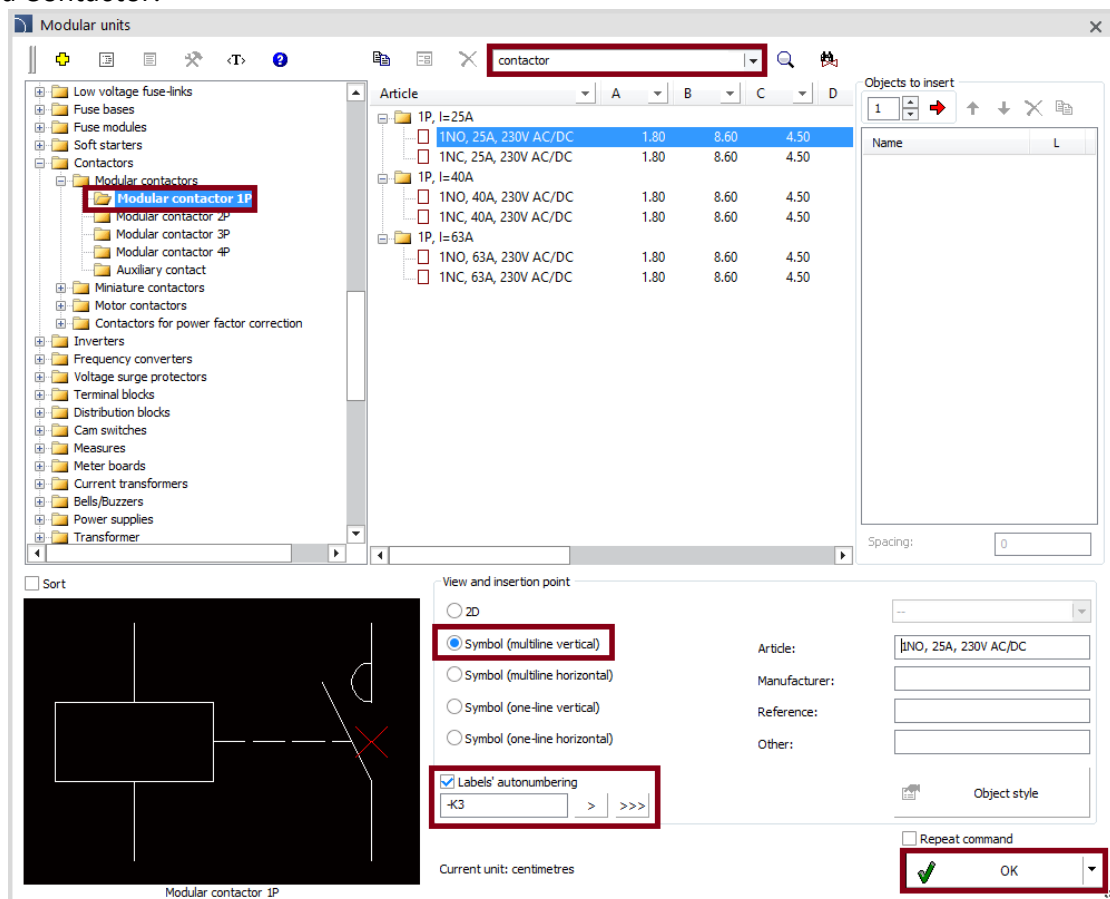 a Contactor.
Modular units
<T>
contactor
Low voltage fuse-links
Fuse bases
Fuse modules
Soft starters
Contactors
Modular contactors
Modular contactor 1P
Modular contactor 2P
Modular contactor 3P
Modular contactor 4P
Auxiliary contact
Miniature contactors
Motor contactors
Contactors for power factor correction
Inverters
Frequency converters
Voltage surge protectors
Terminal blocks
Distribution blocks
Cam switches
Measures
Meter boards
Current transformers
Bells/Buzzers
Power supplies
Transformer
Article A B C D
1P, I=25A
1NO, 25A, 230V AC/DC 1.80 8.60 4.50
1NC, 25A, 230V AC/DC 1.80 8.60 4.50
1P, I=40A
1NO, 40A, 230V AC/DC 1.80 8.60 4.50
1NC, 40A, 230V AC/DC 1.80 8.60 4.50
1P, I=63A
1NO, 63A, 230V AC/DC 1.80 8.60 4.50
1NC, 63A, 230V AC/DC 1.80 8.60 4.50
Objects to insert
1
Name L
Spacing: 0
Sort
Modular contactor 1P
View and insertion point
2D
Symbol (multiline vertical)
Symbol (multiline horizontal)
Symbol (one-line vertical)
Symbol (one-line horizontal)
--
Article: 1NO, 25A, 230V AC/DC
Manufacturer:
Reference:
Other:
Labels' autonumbering
-K3 > >>>
Object style
Repeat command
Current unit: centimetres
OK